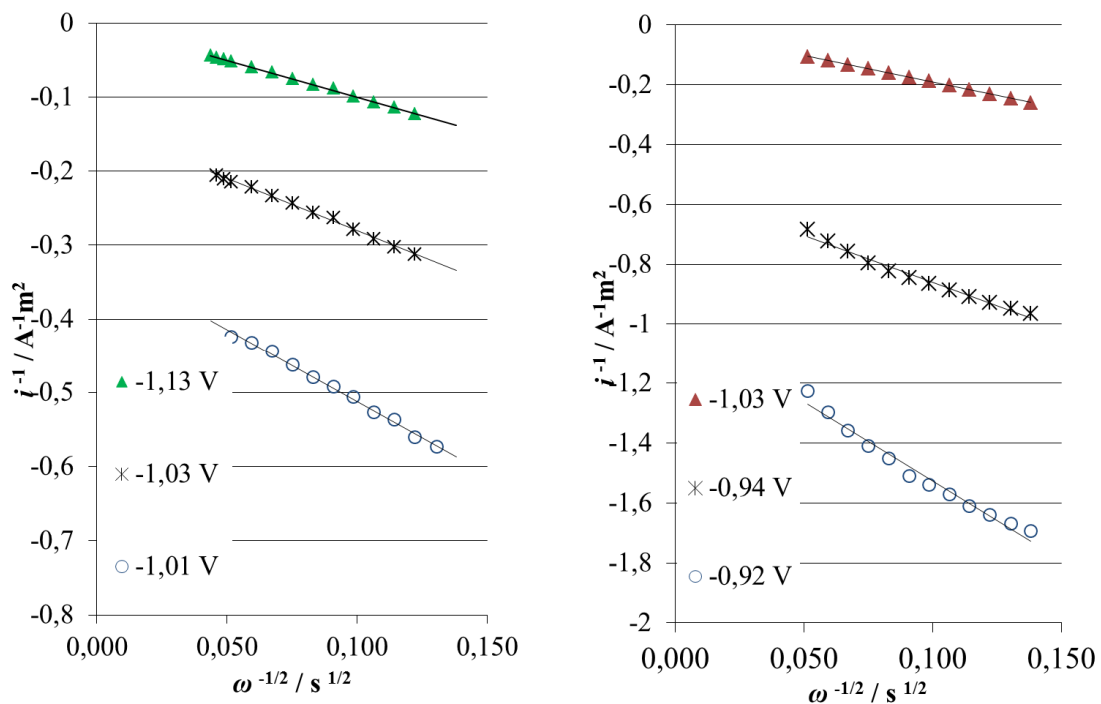 0
-0,1
-0,2
-0,3
-0,4
-0,5
-0,6
-0,7
-0,8
i -1 / A-1m2
-1,13 V
-1,03 V
-1,01 V
0,000 0,050 0,100 0,150
ω -1/2 / s 1/2
0
-0,2
-0,4
-0,6
-0,8
-1
-1,2
-1,4
-1,6
-1,8
-2
i -1 / A-1m2
-1,03 V
-0,94 V
-0,92 V
0,000 0,050 0,100 0,150
ω -1/2 / s 1/2